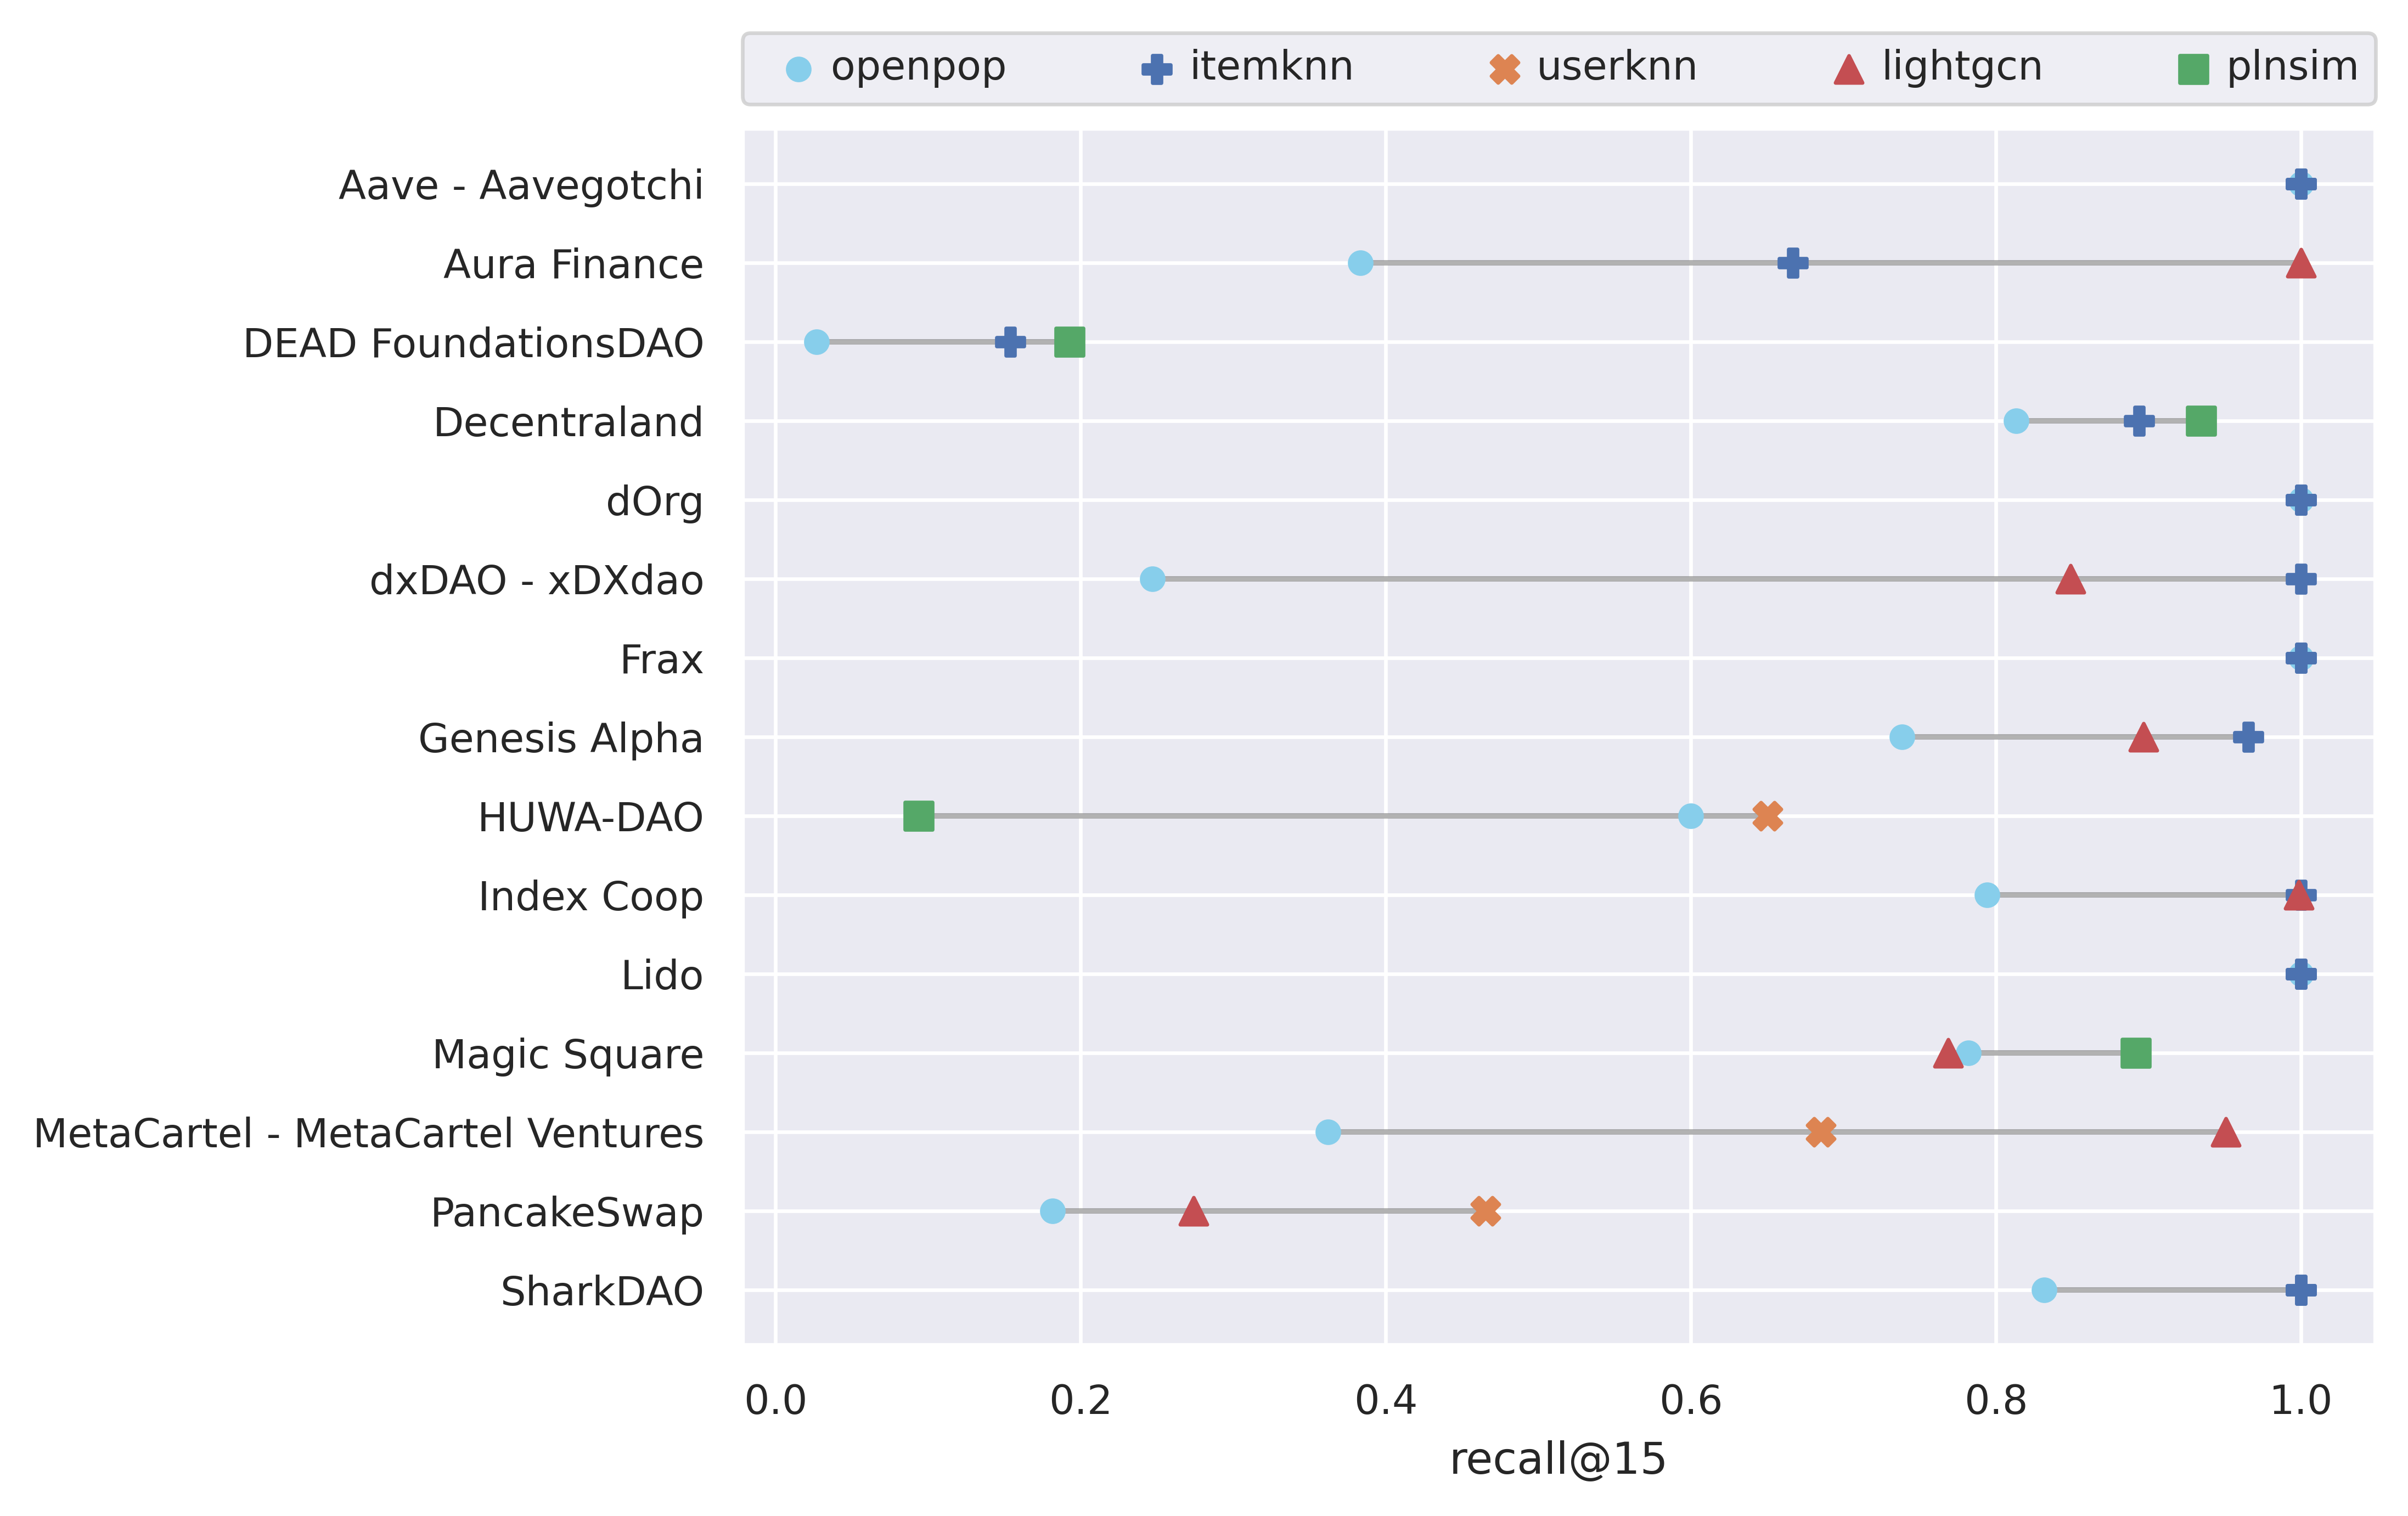 openpop itemknn userknn lightgcn plnsim
Aave - Aavegotchi
Aura Finance
DEAD FoundationsDAO
Decentraland
dOrg
dxDAO - xDXdao
Frax
Genesis Alpha
HUWA-DAO
Index Coop
Lido
Magic Square
MetaCartel - MetaCartel Ventures
PancakeSwap
SharkDAO
0.0 0.2 0.4 0.6 0.8 1.0
recall@15